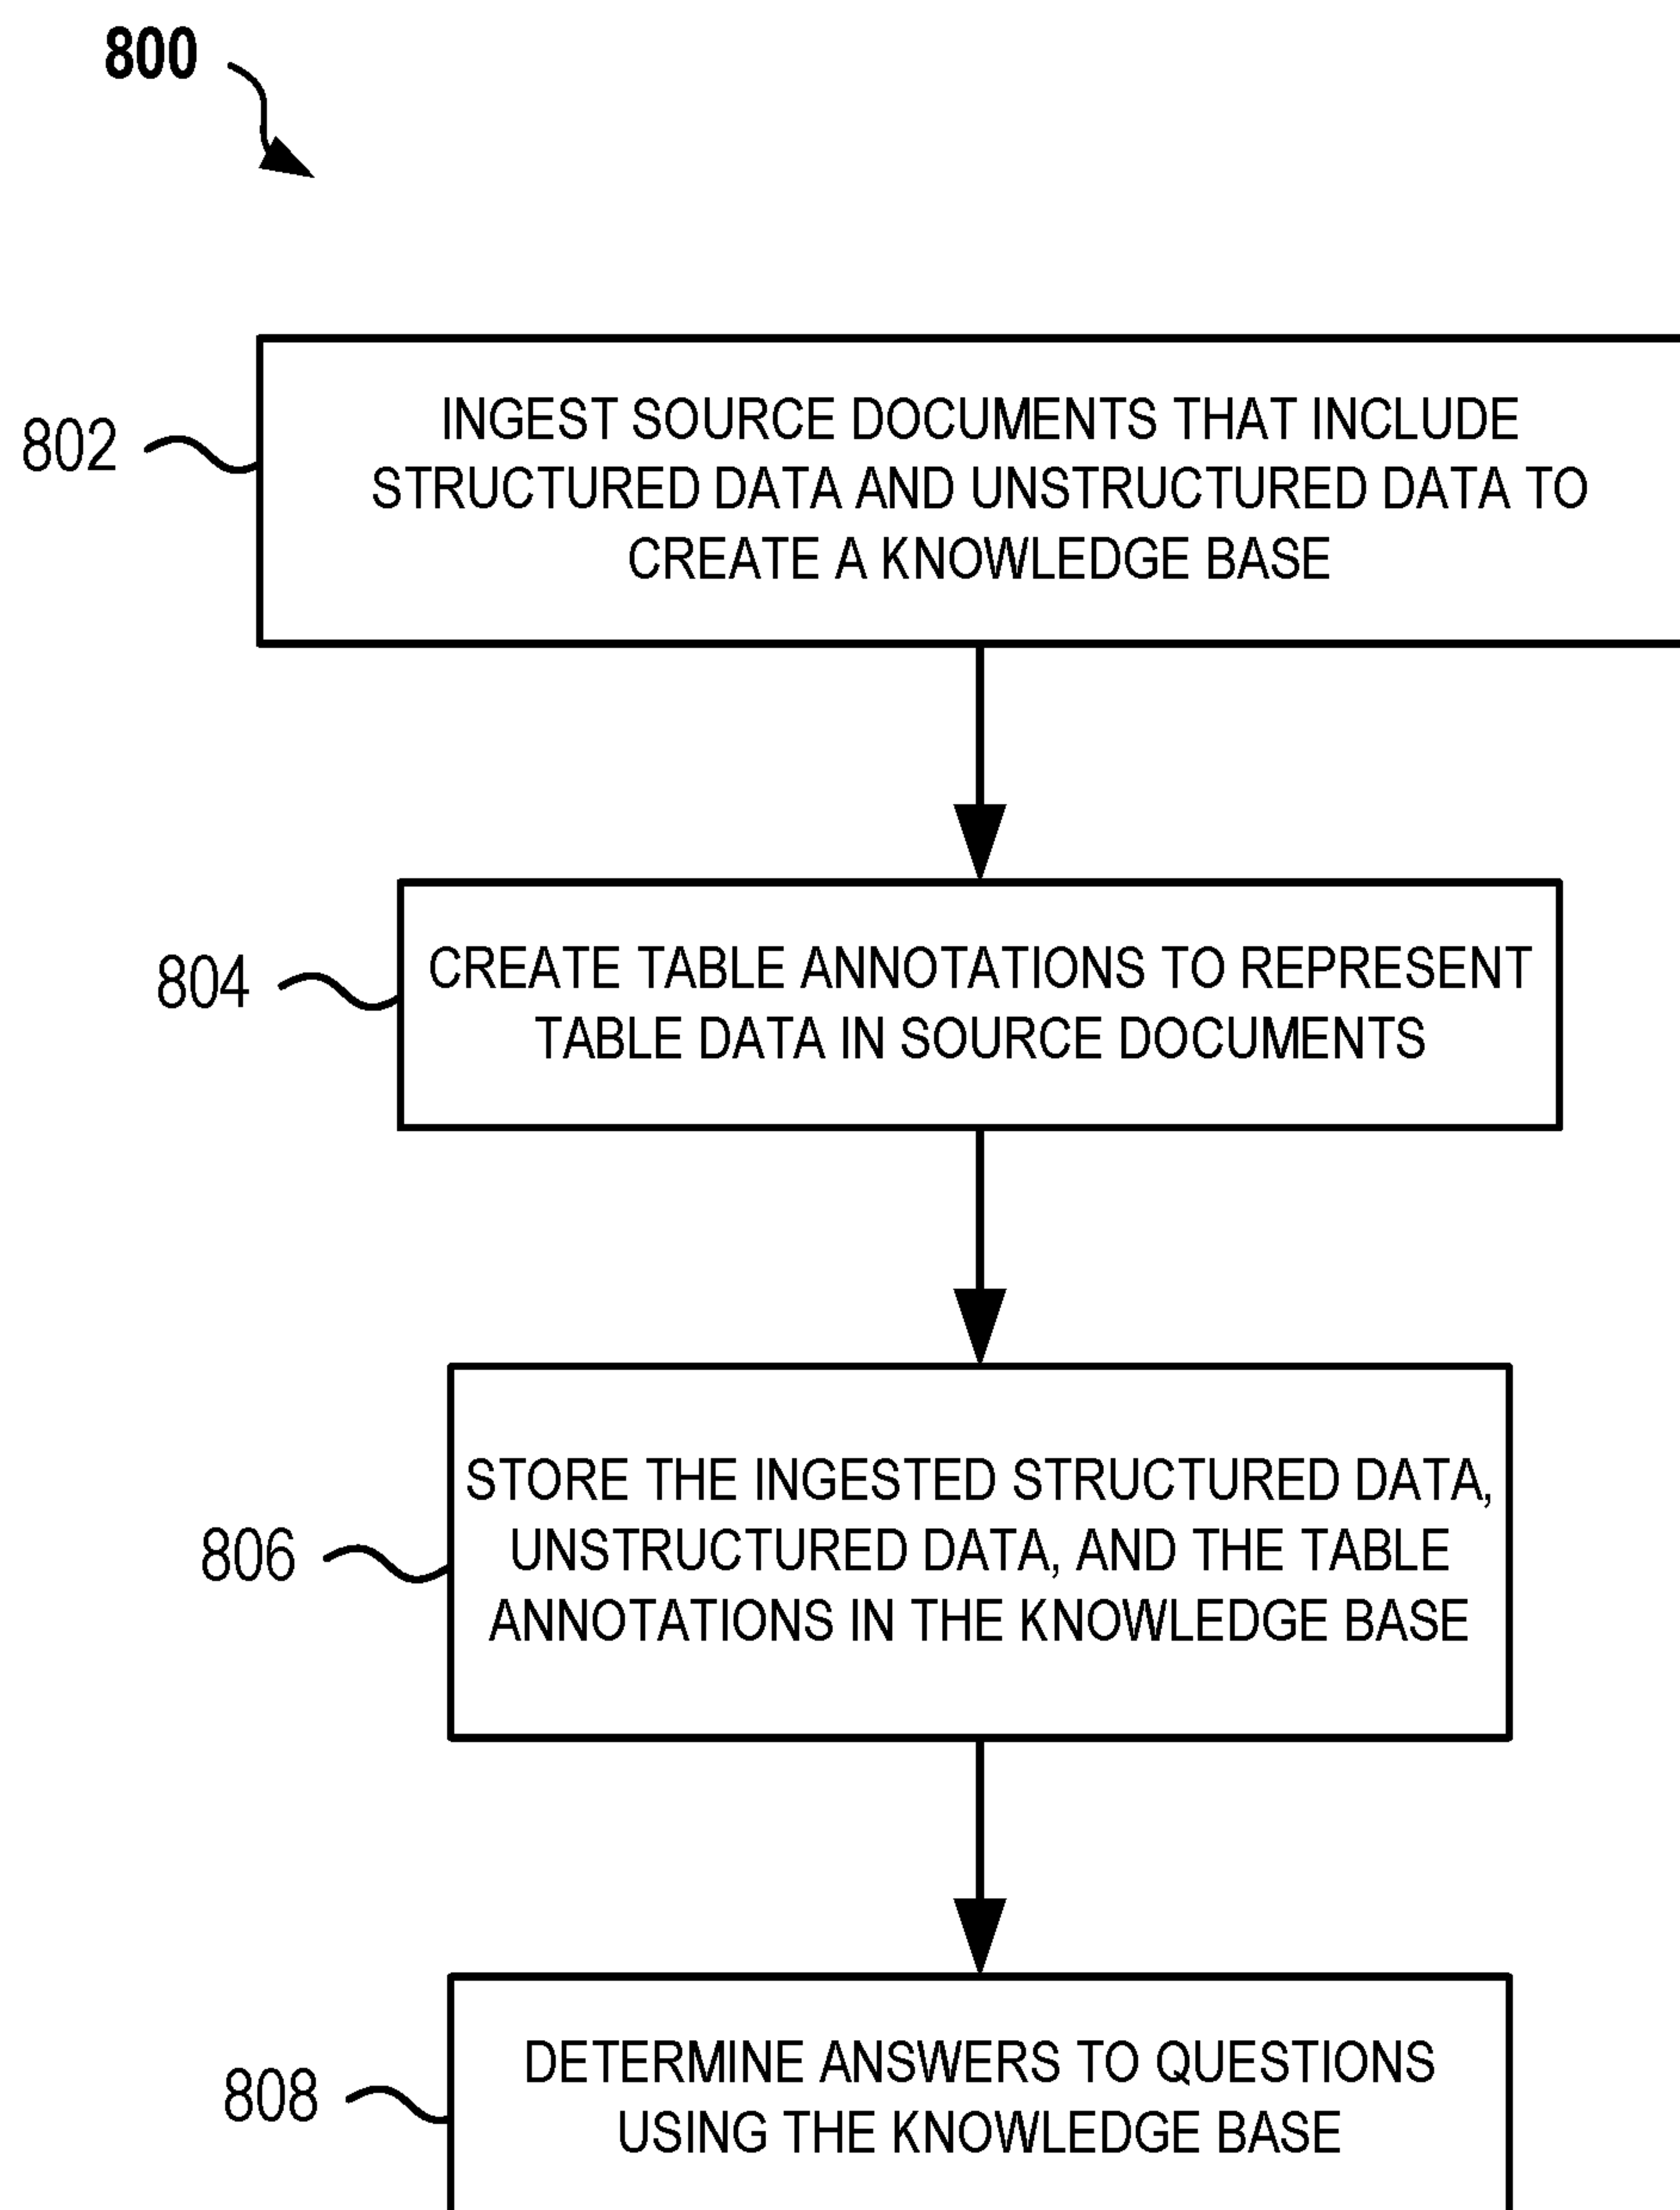 800
802
INGEST SOURCE DOCUMENTS THAT INCLUDE
STRUCTURED DATA AND UNSTRUCTURED DATA TO
CREATE A KNOWLEDGE BASE
804
CREATE TABLE ANNOTATIONS TO REPRESENT
TABLE DATA IN SOURCE DOCUMENTS
806
STORE THE INGESTED STRUCTURED DATA,
UNSTRUCTURED DATA, AND THE TABLE
ANNOTATIONS IN THE KNOWLEDGE BASE
808
DETERMINE ANSWERS TO QUESTIONS
USING THE KNOWLEDGE BASE